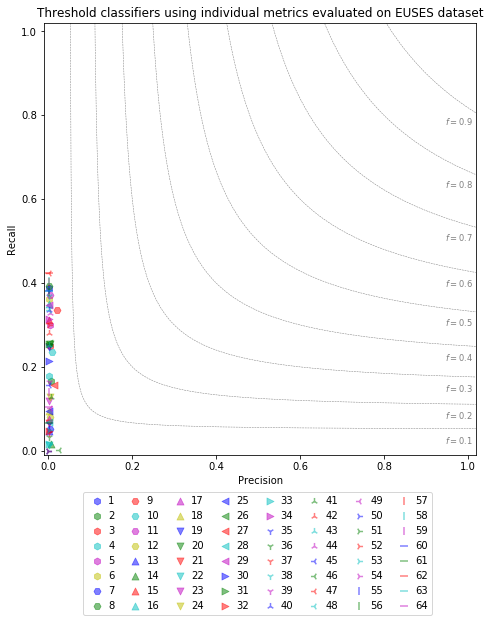 Threshold classifiers using individual metrics evaluated on EUSES dataset
1.0
0.8
0.6
0.4
0.2
0.0
Recall
f = 0.9
f = 0.8
f = 0.7
f = 0.6
f = 0.5
f = 0.4
f = 0.3
f = 0.2
f = 0.1
0.0 0.2 0.4 0.6 0.8 1.0
Precision
1 9 17 25 33 41 49 57
2 10 18 26 34 42 50 58
3 11 19 27 35 43 51 59
4 12 20 28 36 44 52 60
5 13 21 29 37 45 53 61
6 14 22 30 38 46 54 62
7 15 23 31 39 47 55 63
8 16 24 32 40 48 56 64